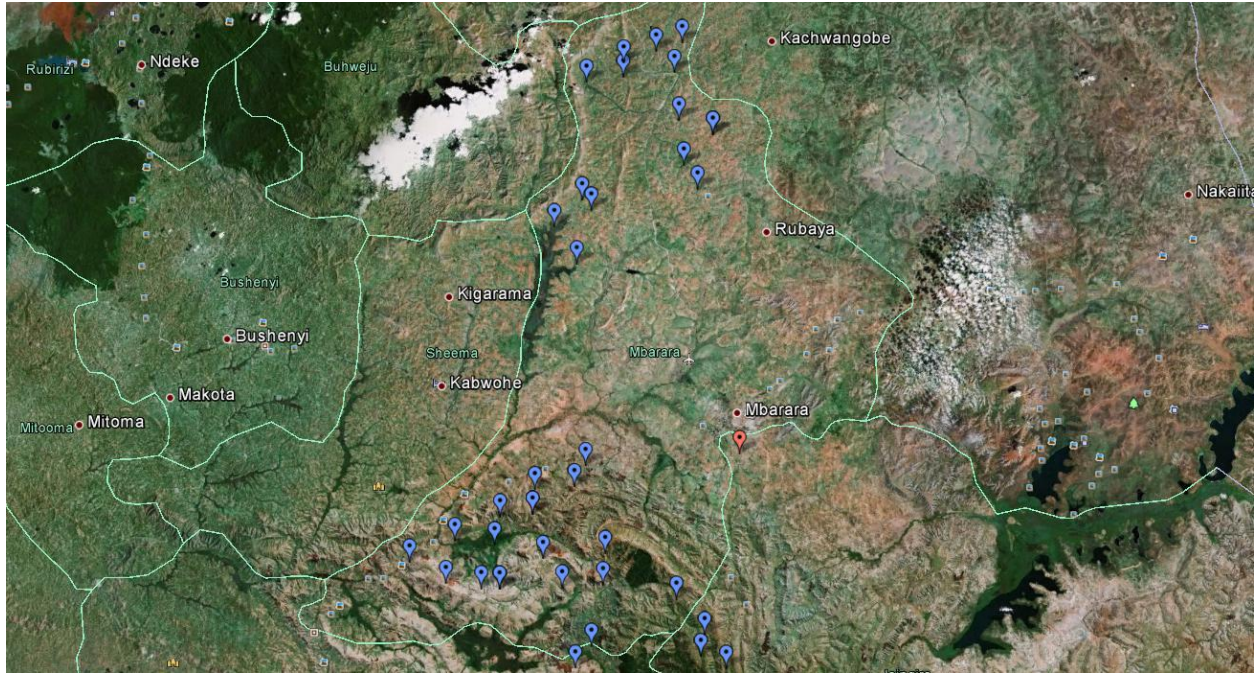 Kachwangobe
Ndeke
Rubirizi
Buhweju
Nakaiita
Rubaya
Bushenyi
Kigarama
Bushenyi
Sheema
Mbarara
Kabwohe
Makota
Mbarara
Mitooma
Mitoma